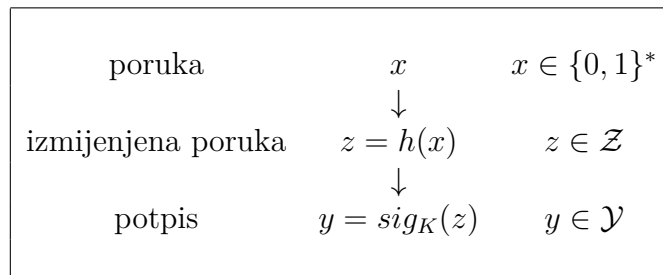 poruka x x ∈ {0, 1}*
↓
izmijenjena poruka z = h(x) z ∈ 𝒵
↓
potpis y = sig_K(z) y ∈ 𝒴